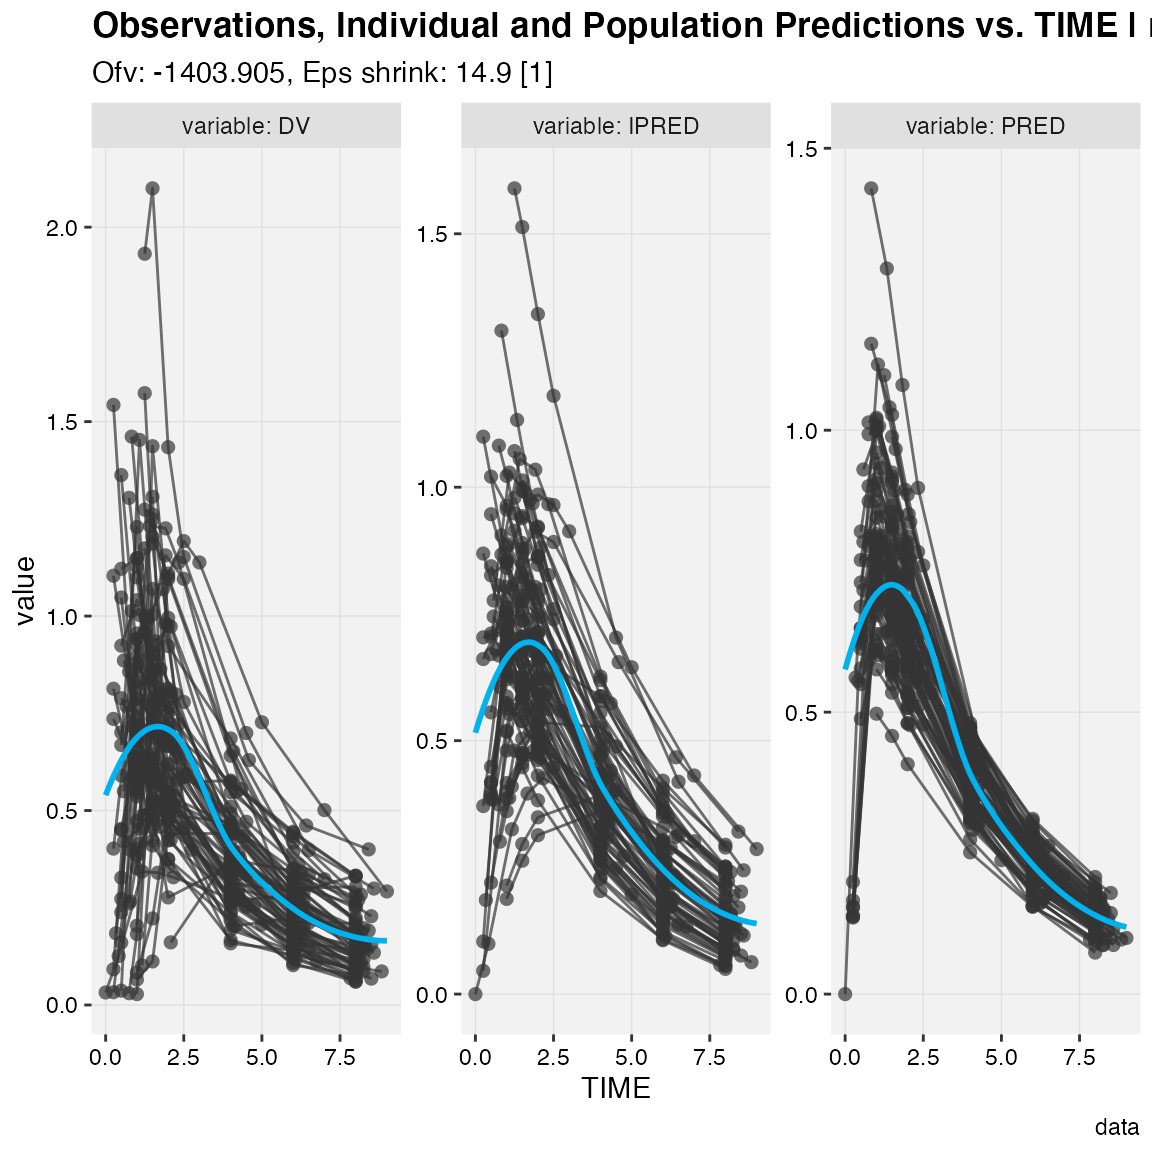 Observations, Individual and Population Predictions vs. TIME |
Ofv: -1403.905, Eps shrink: 14.9 [1]
variable: DV
variable: IPRED
variable: PRED
value
2.0
1.5
1.0
0.5
0.0
1.5
1.0
0.5
0.0
1.5
1.0
0.5
0.0
0.0 2.5 5.0 7.5
0.0 2.5 5.0 7.5
0.0 2.5 5.0 7.5
TIME
data